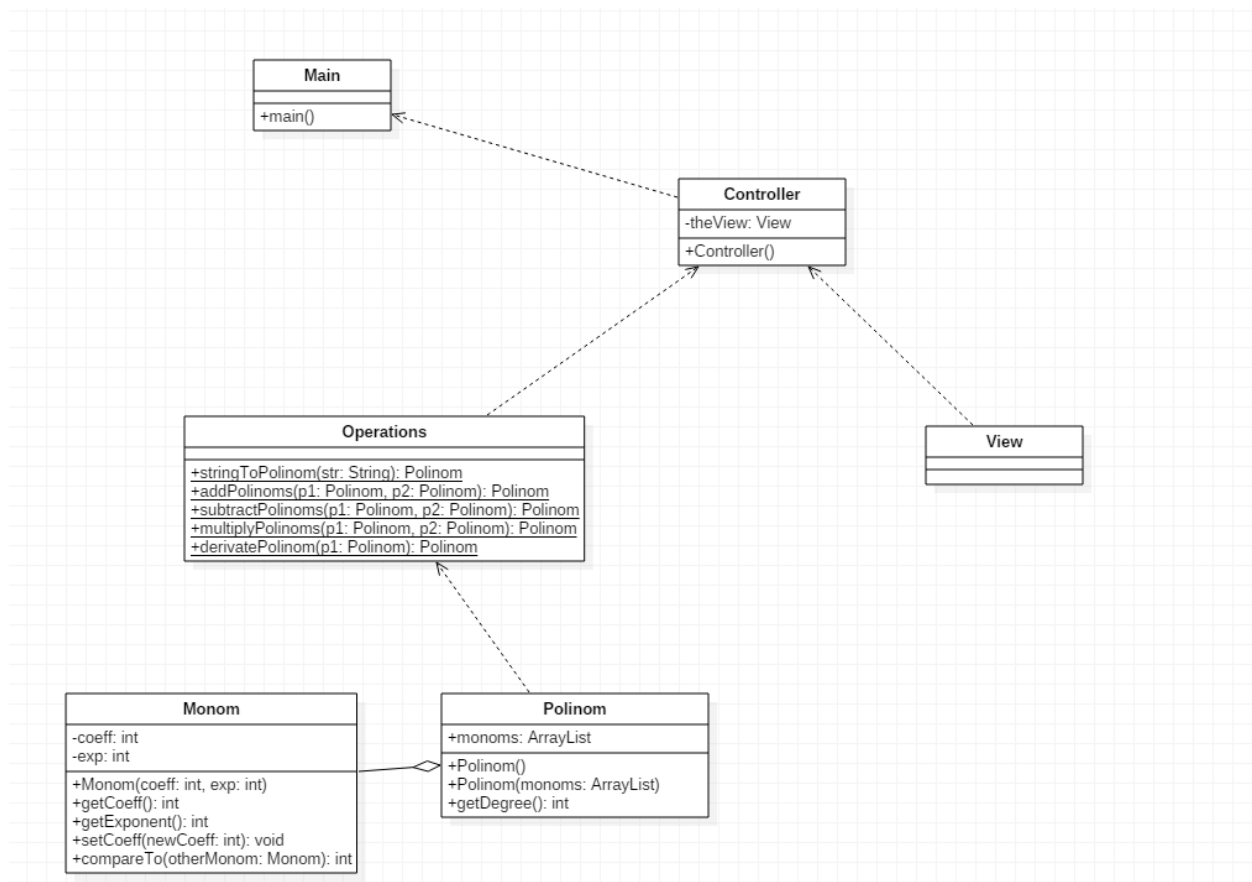 Main
+main()
Controller
-theView: View
+Controller()
Operations
+stringToPolinom(str: String): Polinom
+addPolinoms(p1: Polinom, p2: Polinom): Polinom
+subtractPolinoms(p1: Polinom, p2: Polinom): Polinom
+multiplyPolinoms(p1: Polinom, p2: Polinom): Polinom
+derivatePolinom(p1: Polinom): Polinom
View
Monom
-coeff: int
-exp: int
+Monom(coeff: int, exp: int)
+getCoeff(): int
+getExponent(): int
+setCoeff(newCoeff: int): void
+compareTo(otherMonom: Monom): int
Polinom
+monoms: ArrayList
+Polinom()
+Polinom(monoms: ArrayList)
+getDegree(): int